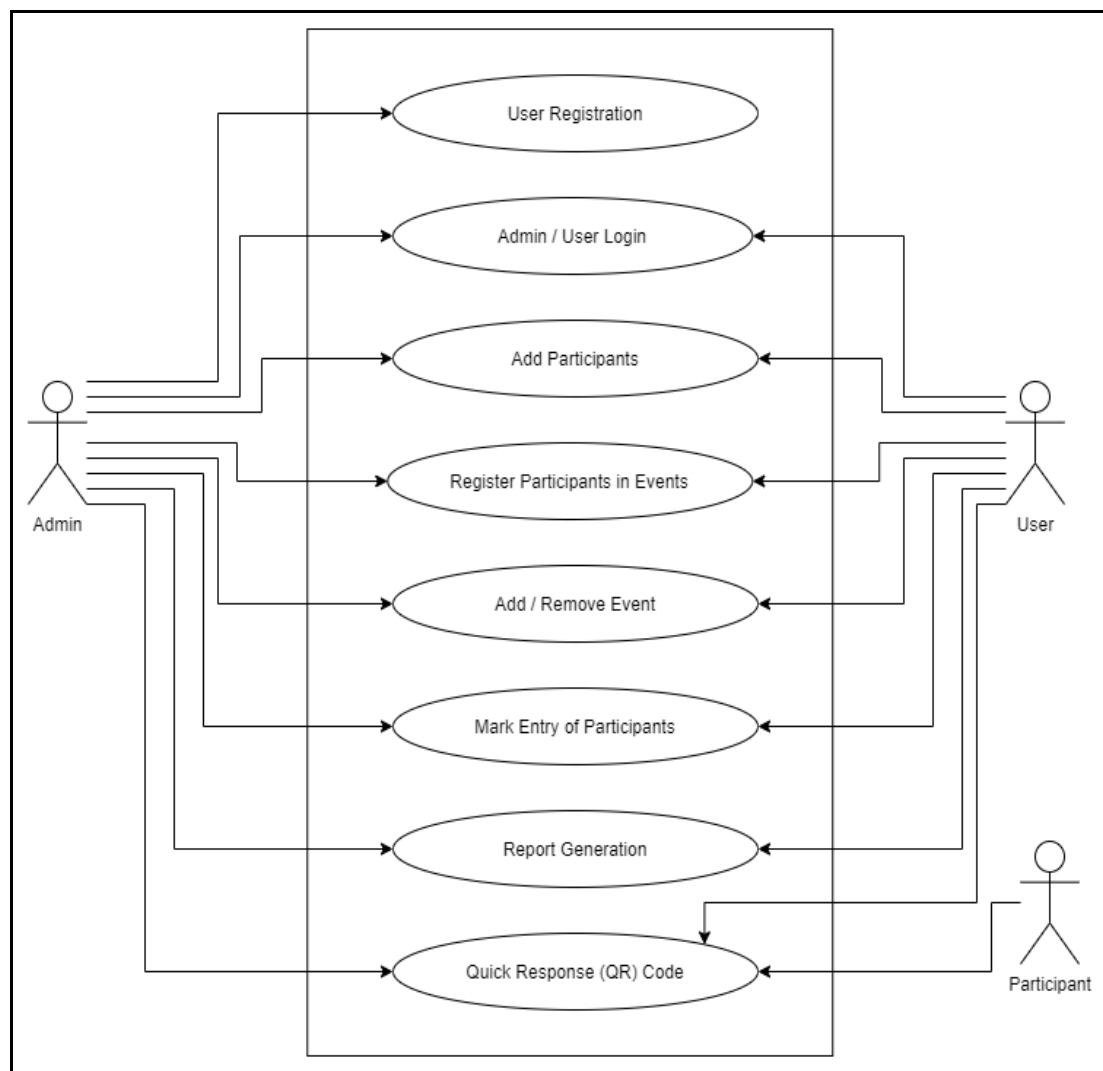 User Registration
Admin / User Login
Add Participants
Register Participants in Events
Admin
User
Add / Remove Event
Mark Entry of Participants
Report Generation
Quick Response (QR) Code
Participant